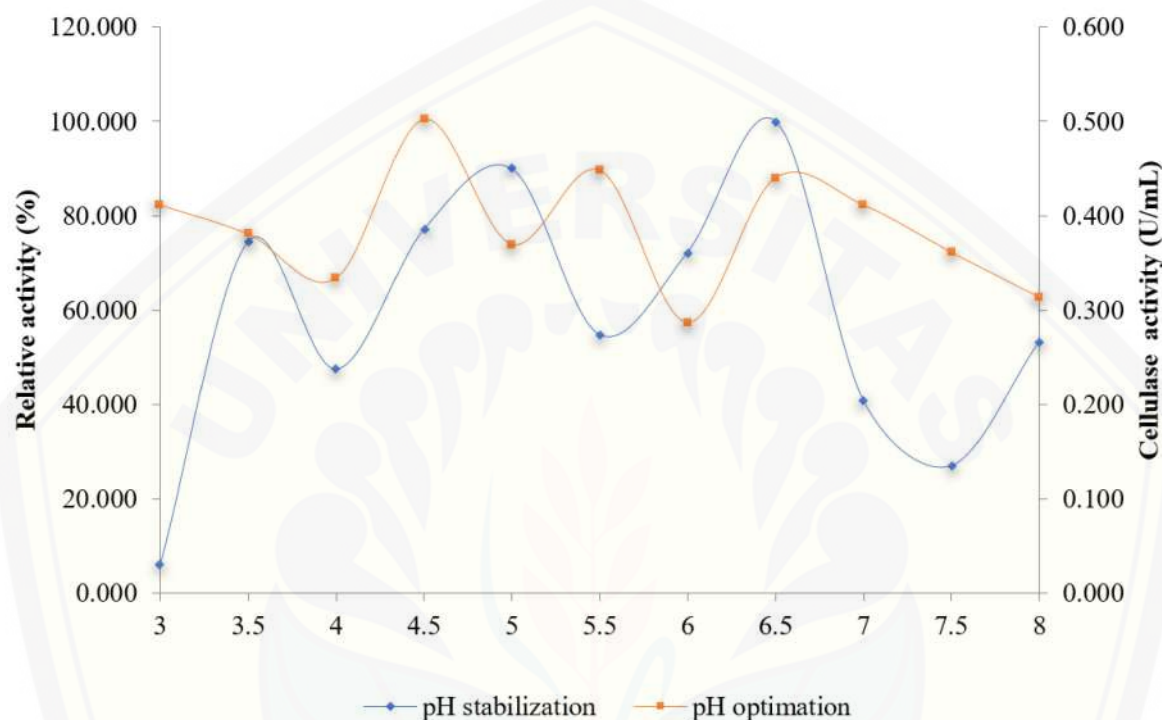 120.000
100.000
80.000
60.000
40.000
20.000
0.000
Relative activity (%)
0.600
0.500
0.400
0.300
0.200
0.100
0.000
Cellulase activity (U/mL)
3 3.5 4 4.5 5 5.5 6 6.5 7 7.5 8
pH stabilization pH optimation
UNIVERSITAS